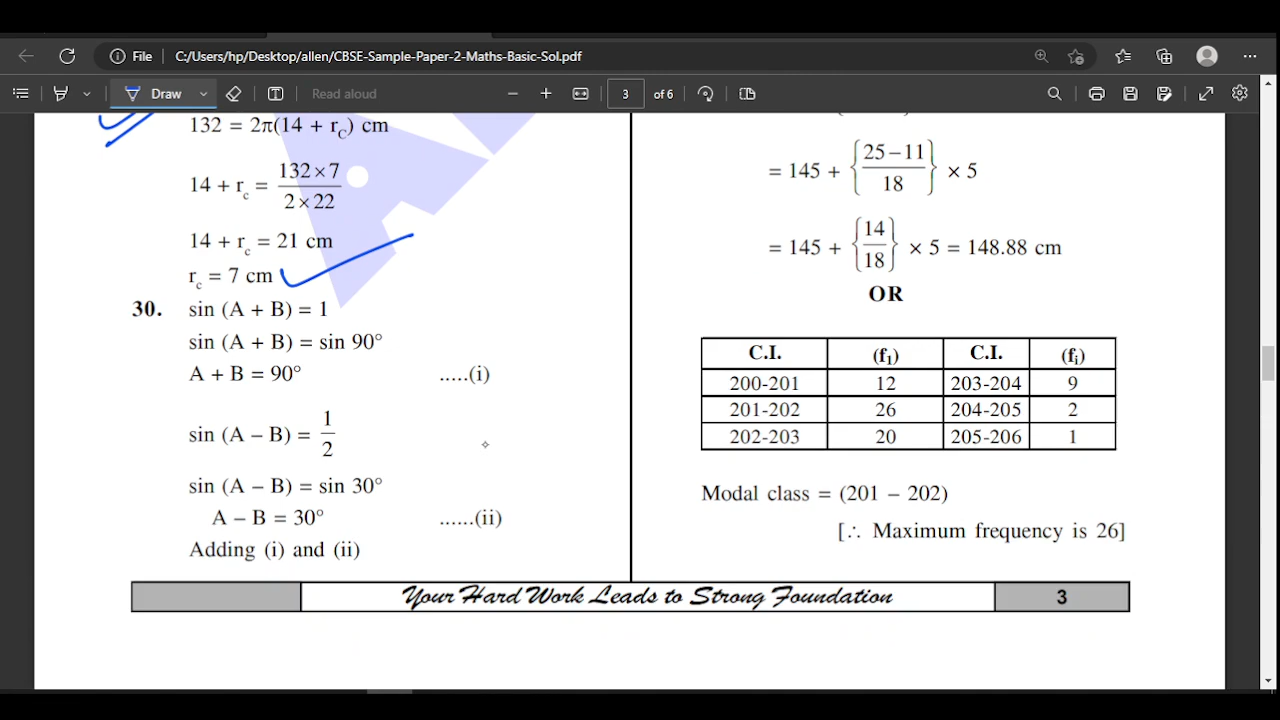 File C:/Users/hp/Desktop/allen/CBSE-Sample-Paper-2-Maths-Basic-Sol.pdf
Draw Read aloud 3 of 6
132 = 2π(14 + r_c) cm
14 + r_c = 132×7 / 2×22
14 + r_c = 21 cm
r_c = 7 cm
30. sin (A + B) = 1
sin (A + B) = sin 90°
A + B = 90° .....(i)
sin (A – B) = 1/2
sin (A – B) = sin 30°
A – B = 30° ......(ii)
Adding (i) and (ii)
= 145 + {25–11 / 18} × 5
= 145 + {14/18} × 5 = 148.88 cm
OR
C.I. (f₁) C.I. (fᵢ)
200-201 12 203-204 9
201-202 26 204-205 2
202-203 20 205-206 1
Modal class = (201 – 202)
[∴ Maximum frequency is 26]
Your Hard Work Leads to Strong Foundation 3